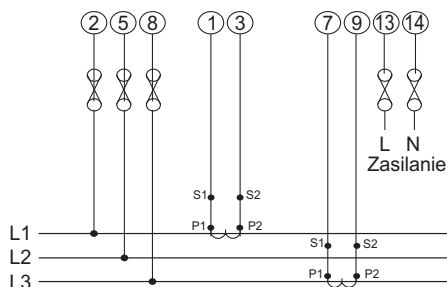 2 5 8 1 3 7 9 13 14
L N
Zasilanie
S1 S2
P1 P2
L1
S1 S2
L2
P1 P2
L3